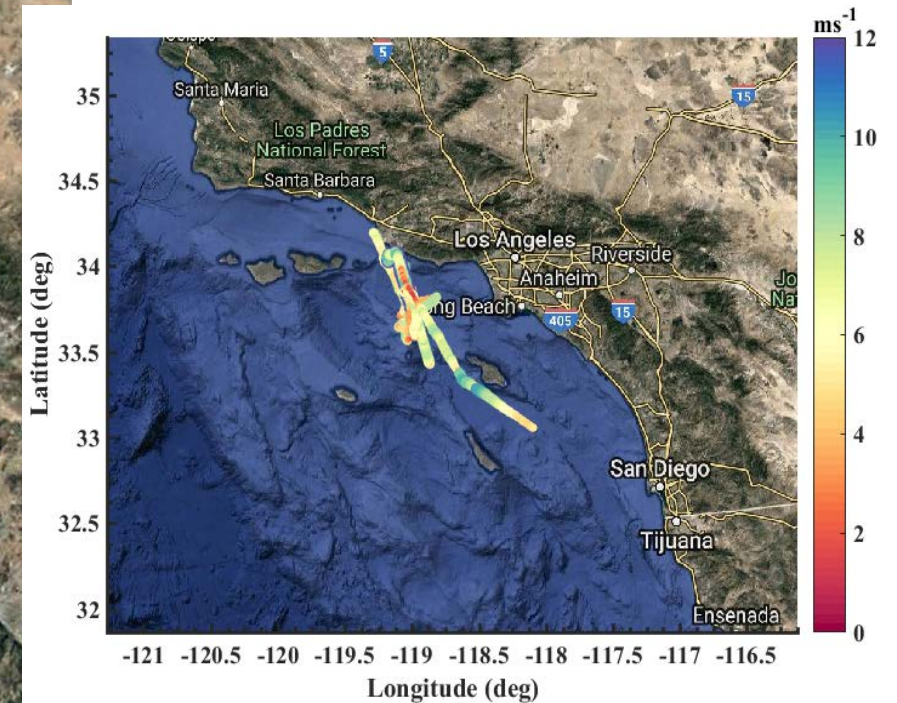 ms-1
12
10
8
6
4
2
0
Latitude (deg)
35
34.5
34
33.5
33
32.5
32
5
15
Santa Maria
Los Padres
National Forest
Santa Barbara
Los Angeles
Riverside
Anaheim
ong Beach
405
15
San Diego
Tijuana
Ensenada
-121 -120.5 -120 -119.5 -119 -118.5 -118 -117.5 -117 -116.5
Longitude (deg)